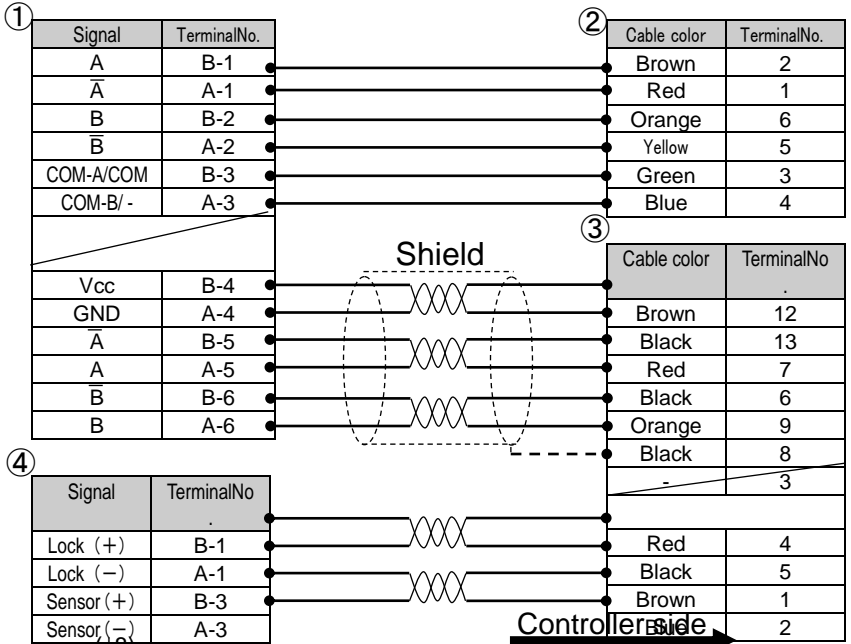 ①
Signal TerminalNo.
A B-1
A̅ A-1
B B-2
B̅ A-2
COM-A/COM B-3
COM-B/ - A-3
Vcc B-4
GND A-4
A̅ B-5
A A-5
B̅ B-6
B A-6
②
Cable color TerminalNo.
Brown 2
Red 1
Orange 6
Yellow 5
Green 3
Blue 4
Shield
③
Cable color TerminalNo
.
Brown 12
Black 13
Red 7
Black 6
Orange 9
Black 8
- 3
Red 4
Black 5
Brown 1
Blue 2
④
Signal TerminalNo
.
Lock (+) B-1
Lock (−) A-1
Sensor(+) B-3
Sensor(−) A-3
Controller side